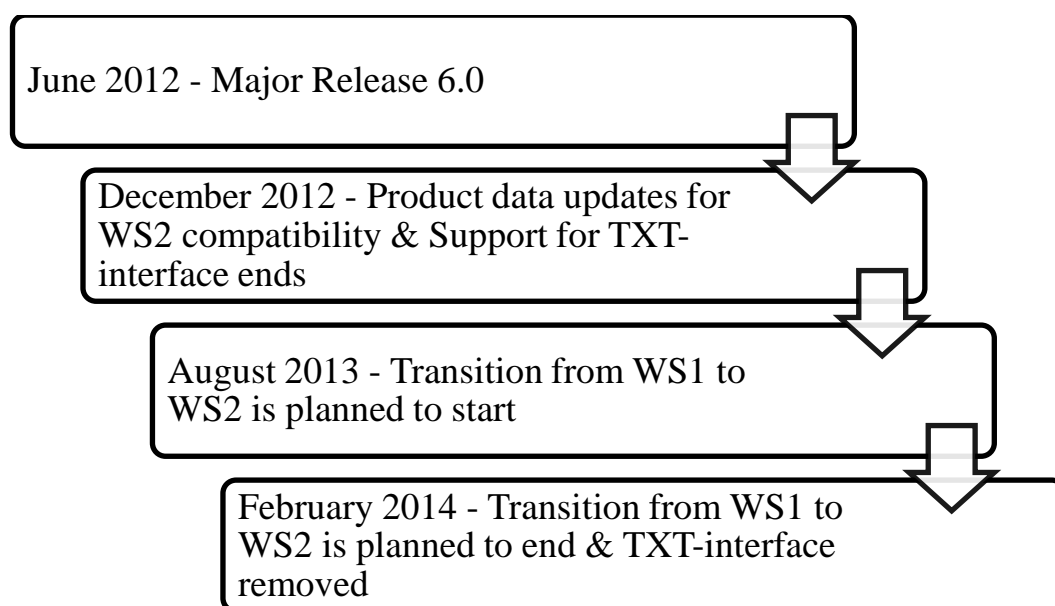 June 2012 - Major Release 6.0
December 2012 - Product data updates for
WS2 compatibility & Support for TXT-
interface ends
August 2013 - Transition from WS1 to
WS2 is planned to start
February 2014 - Transition from WS1 to
WS2 is planned to end & TXT-interface
removed